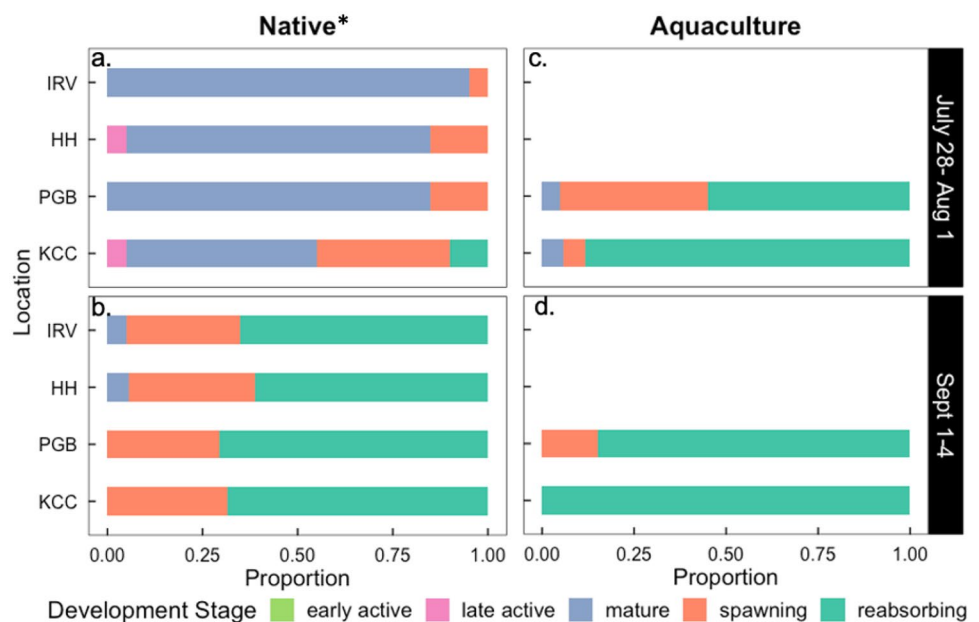 Native* Aquaculture
a. c.
IRV
HH
PGB
KCC
July 28- Aug 1
Location
b. d.
IRV
HH
PGB
KCC
Sept 1-4
0.00 0.25 0.50 0.75 1.00 0.00 0.25 0.50 0.75 1.00
Proportion Proportion
Development Stage early active late active mature spawning reabsorbing